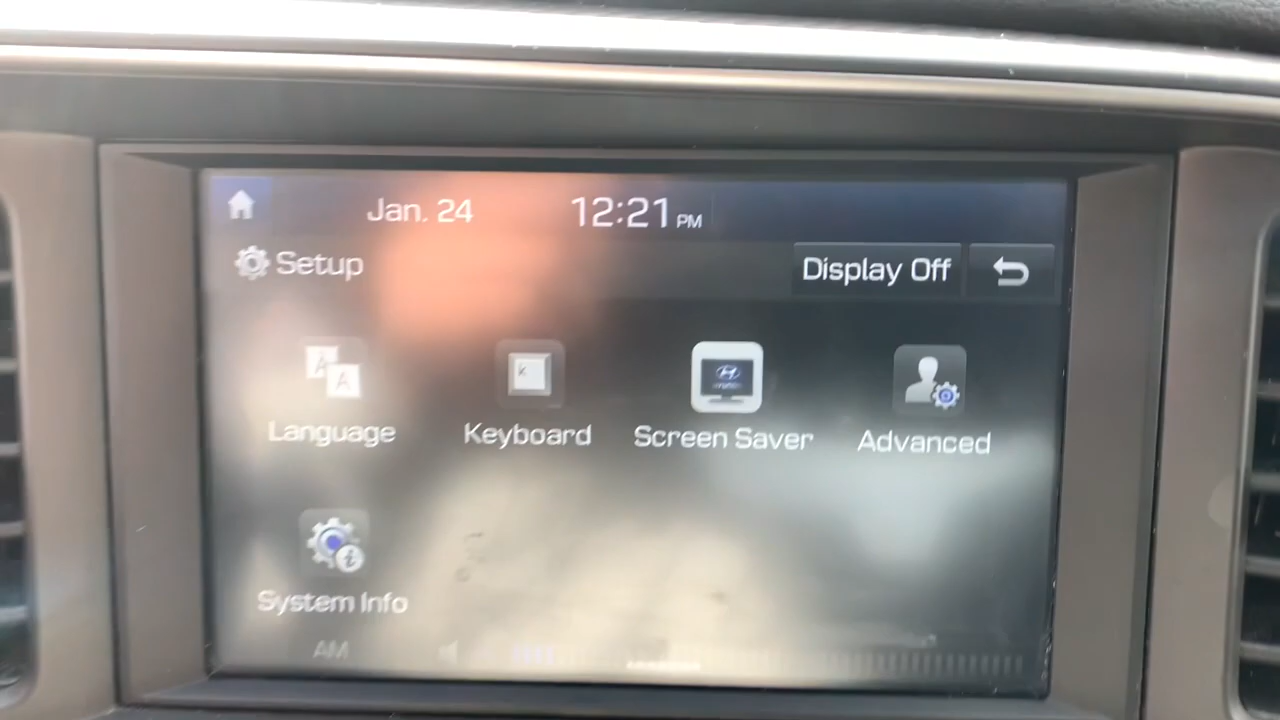 Jan. 24 12:21 PM
Setup Display Off
A A k
Language Keyboard Screen Saver Advanced
System Info
AM